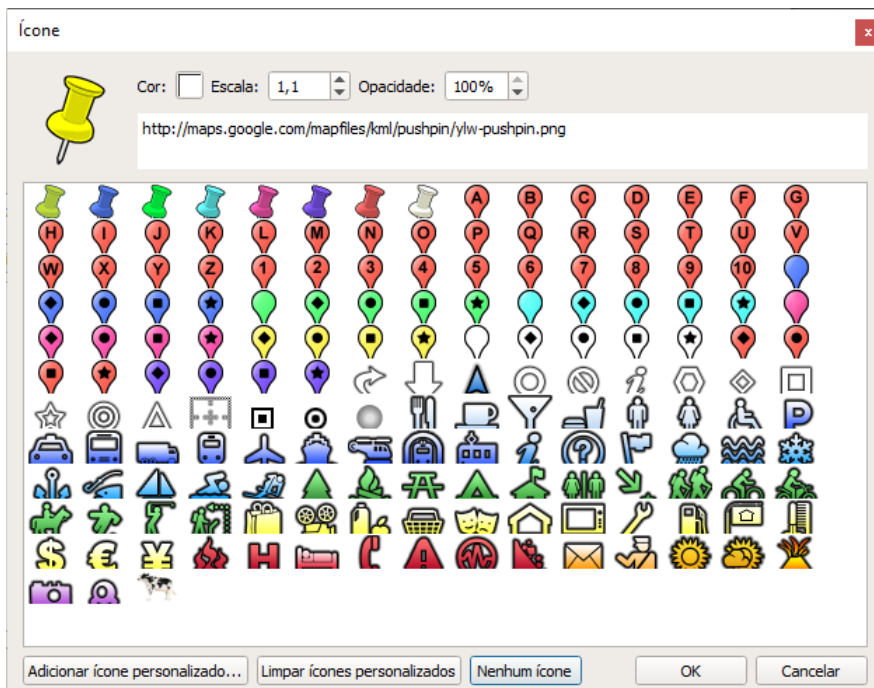 Ícone
x
Cor: Escala: 1,1 Opacidade: 100%
http://maps.google.com/mapfiles/kml/pushpin/ylw-pushpin.png
A B C D E F G
H I J K L M N O P Q R S T U V
W X Y Z 1 2 3 4 5 6 7 8 9 10
i
P
i ?
$ € ¥ H
Adicionar ícone personalizado... Limpar ícones personalizados Nenhum ícone OK Cancelar